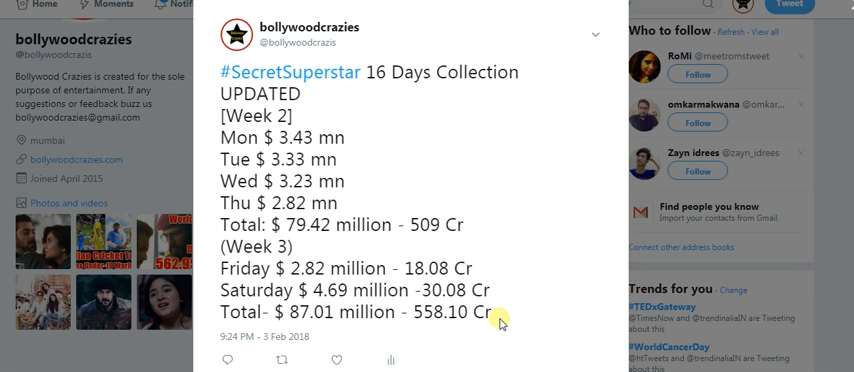 Home
Moments
Notifi
Tweet
bollywoodcrazies
@bollywoodcrazis
Bollywood Crazies is created for the sole
purpose of entertainment. If any
suggestions or feedback buzz us
bollywoodcrazies@gmail.com
mumbai
bollywoodcrazies.com
Joined April 2015
Photos and videos
562.9
bollywoodcrazies
@bollywoodcrazis
#SecretSuperstar 16 Days Collection
UPDATED
[Week 2]
Mon $ 3.43 mn
Tue $ 3.33 mn
Wed $ 3.23 mn
Thu $ 2.82 mn
Total: $ 79.42 million - 509 Cr
(Week 3)
Friday $ 2.82 million - 18.08 Cr
Saturday $ 4.69 million -30.08 Cr
Total- $ 87.01 million - 558.10 Cr
9:24 PM - 3 Feb 2018
Who to follow · Refresh · View all
RoMi @meetromstweet
Follow
omkarmakwana @omkar...
Follow
Zayn idrees @zayn_idrees
Follow
Find people you know
Import your contacts from Gmail
Connect other address books
Trends for you · Change
#TEDxGateway
@TimesNow and @trendinaliaIN are Tweeting
about this
#WorldCancerDay
@htTweets and @trendinaliaIN are Tweeting
about this